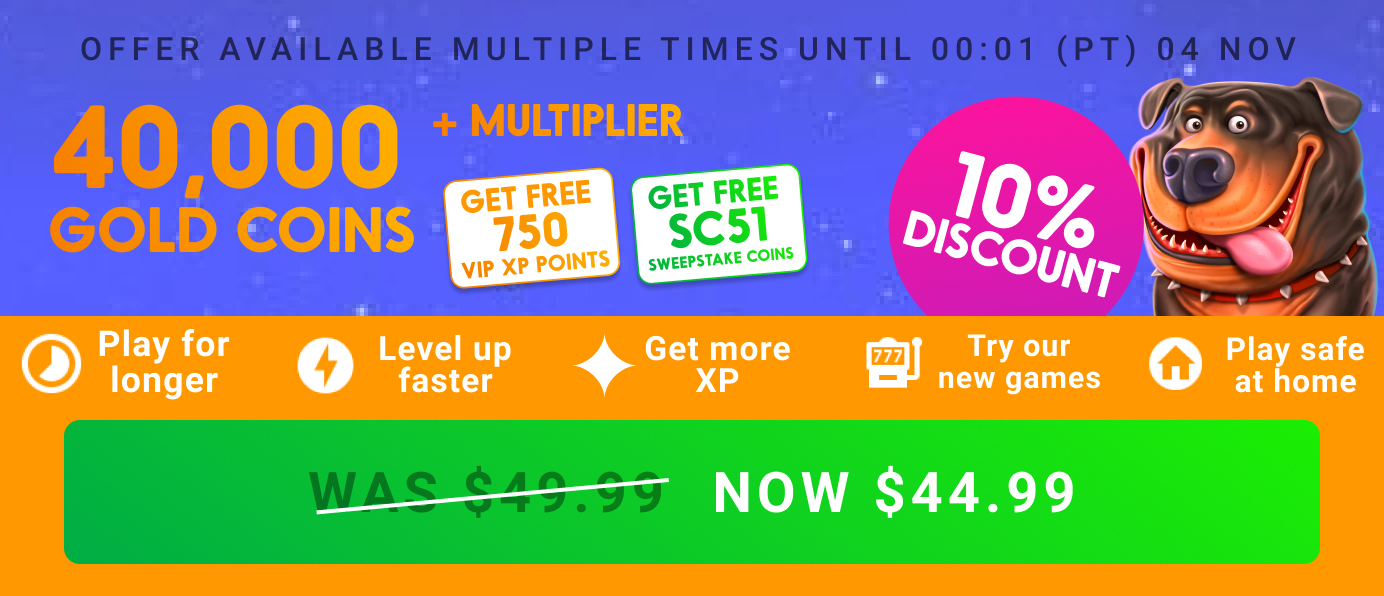 OFFER AVAILABLE MULTIPLE TIMES UNTIL 00:01 (PT) 04 NOV
40,000
GOLD COINS
+ MULTIPLIER
GET FREE
750
VIP XP POINTS
GET FREE
SC51
SWEEPSTAKE COINS
10%
DISCOUNT
Play for
longer
Level up
faster
Get more
XP
777
Try our
new games
Play safe
at home
WAS $49.99 NOW $44.99